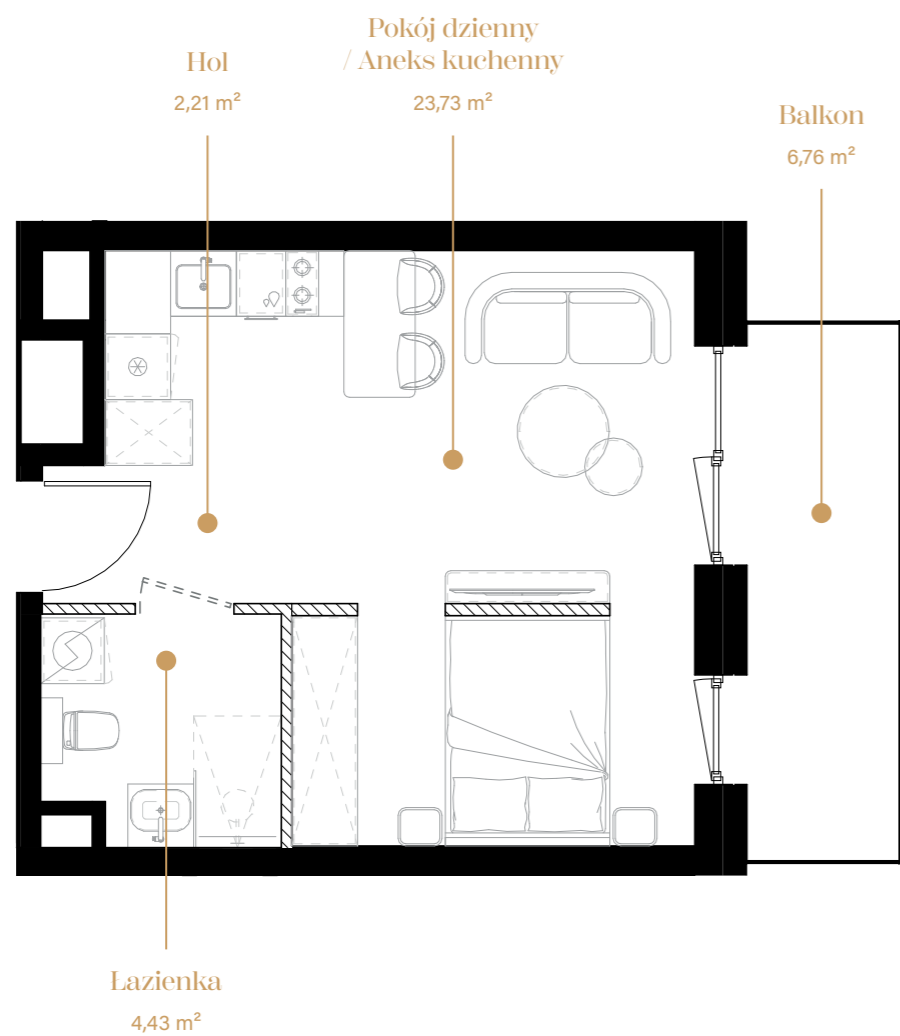 Pokój dzienny
/ Aneks kuchenny
23,73 m²
Hol
2,21 m²
Balkon
6,76 m²
Łazienka
4,43 m²